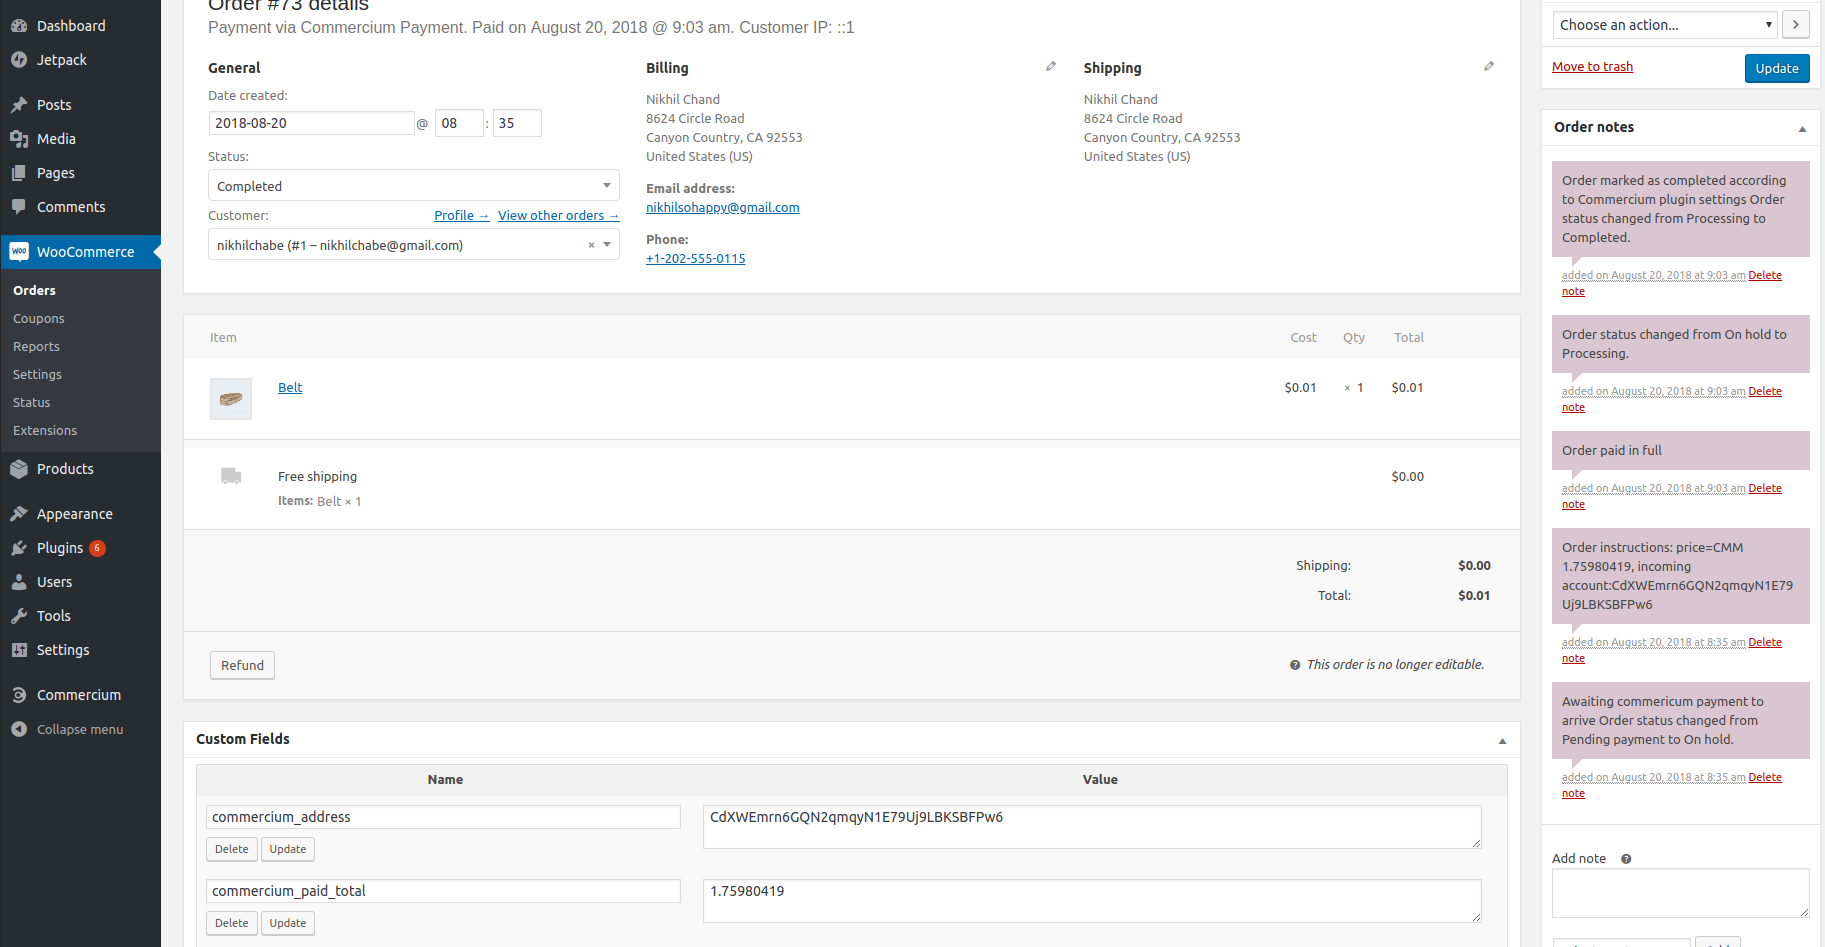 Dashboard
Jetpack
Posts
Media
Pages
Comments
WooCommerce
Orders
Coupons
Reports
Settings
Status
Extensions
Products
Appearance
Plugins 6
Users
Tools
Settings
Commercium
Collapse menu
Order #73 details
Payment via Commercium Payment. Paid on August 20, 2018 @ 9:03 am. Customer IP: ::1
General
Date created:
2018-08-20 @ 08 : 35
Status:
Completed
Customer: Profile → View other orders →
nikhilchabe (#1 – nikhilchabe@gmail.com) ×
Billing
Nikhil Chand
8624 Circle Road
Canyon Country, CA 92553
United States (US)
Email address:
nikhilsohappy@gmail.com
Phone:
+1-202-555-0115
Shipping
Nikhil Chand
8624 Circle Road
Canyon Country, CA 92553
United States (US)
Item Cost Qty Total
Belt $0.01 × 1 $0.01
Free shipping $0.00
Items: Belt × 1
Shipping: $0.00
Total: $0.01
Refund
This order is no longer editable.
Custom Fields
Name Value
commercium_address CdXWEmrn6GQN2qmqyN1E79Uj9LBKSBFPw6
Delete Update
commercium_paid_total 1.75980419
Delete Update
Choose an action...
Move to trash Update
Order notes
Order marked as completed according
to Commercium plugin settings Order
status changed from Processing to
Completed.
added on August 20, 2018 at 9:03 am Delete
note
Order status changed from On hold to
Processing.
added on August 20, 2018 at 9:03 am Delete
note
Order paid in full
added on August 20, 2018 at 9:03 am Delete
note
Order instructions: price=CMM
1.75980419, incoming
account:CdXWEmrn6GQN2qmqyN1E79
Uj9LBKSBFPw6
added on August 20, 2018 at 8:35 am Delete
note
Awaiting commericum payment to
arrive Order status changed from
Pending payment to On hold.
added on August 20, 2018 at 8:35 am Delete
note
Add note